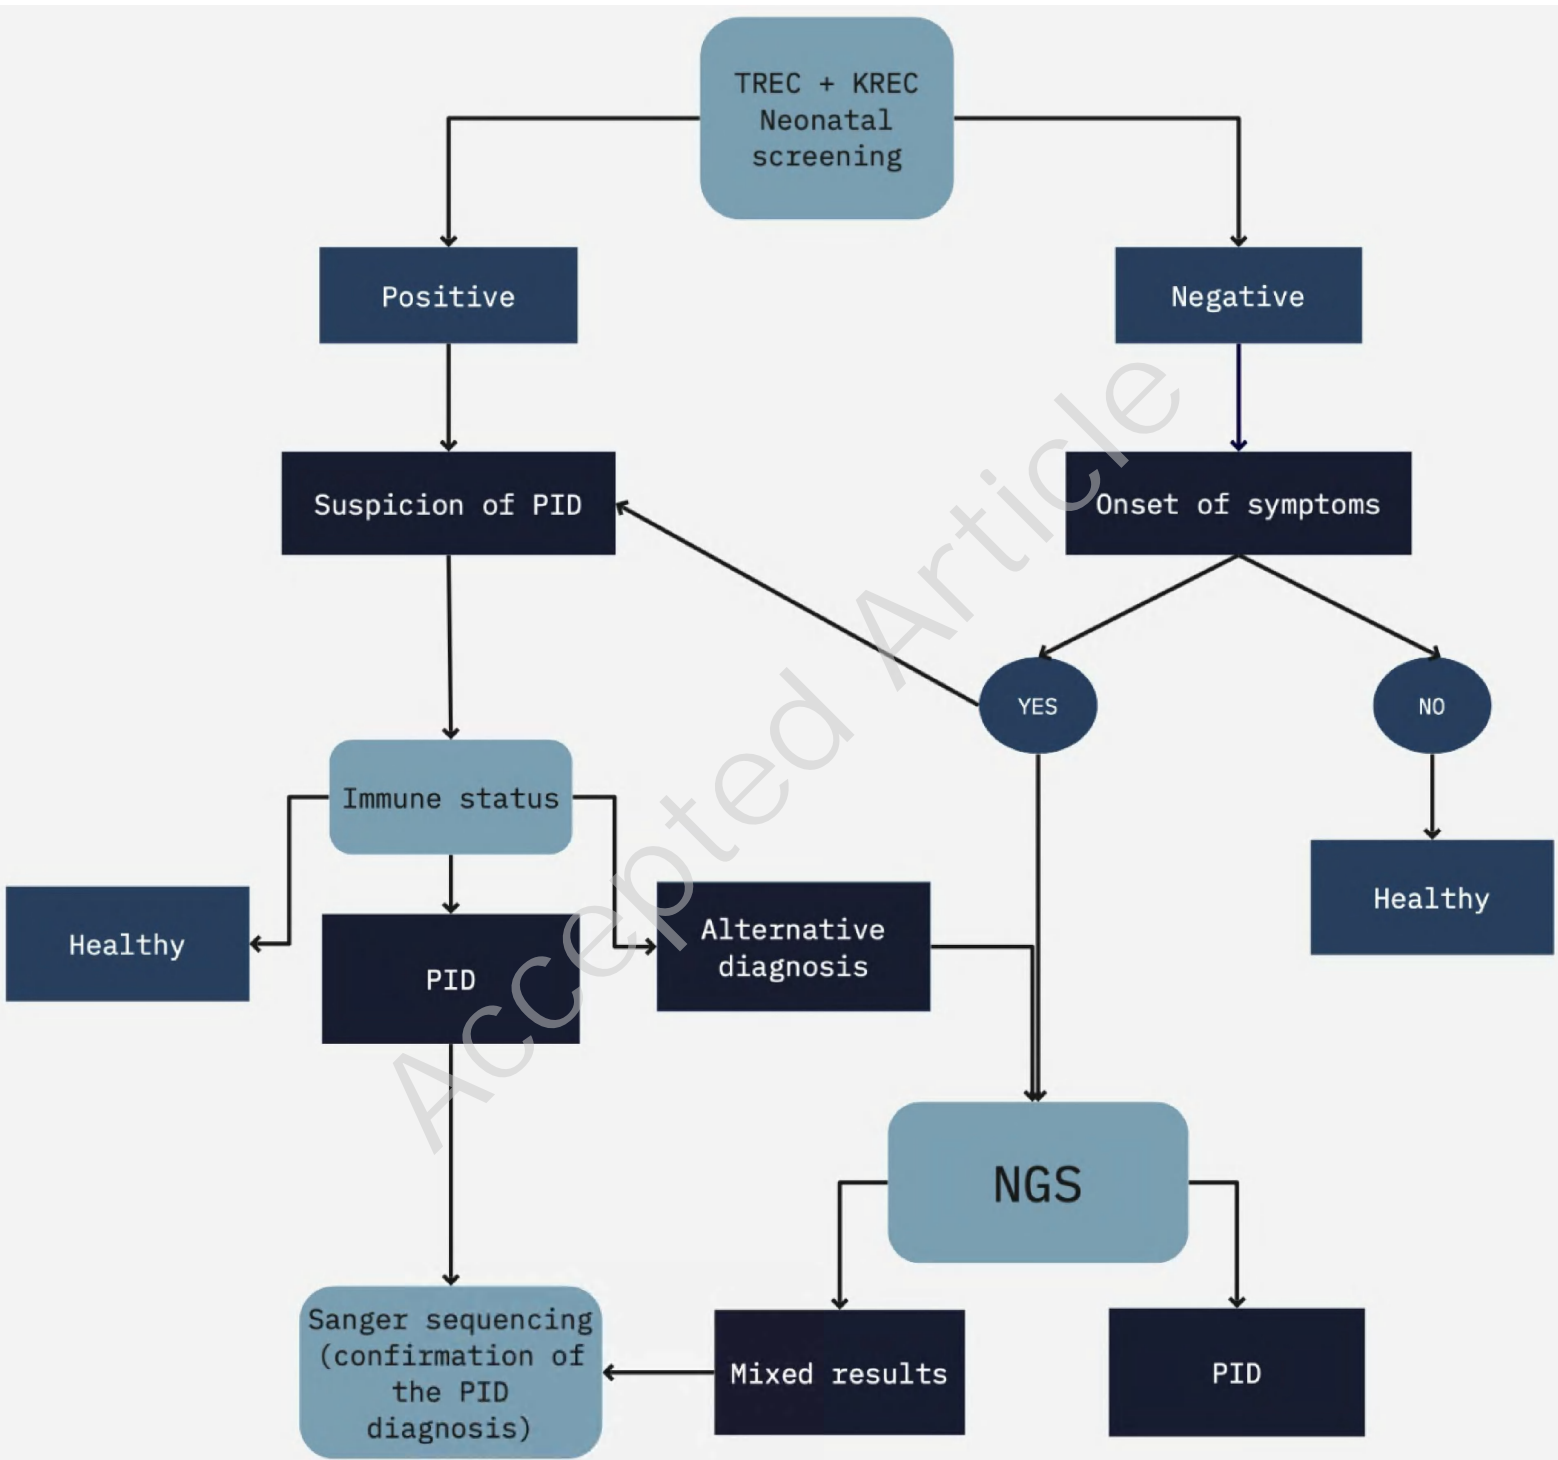 TREC + KREC
Neonatal
screening
Positive
Negative
Suspicion of PID
Onset of symptoms
YES
NO
Immune status
Healthy
PID
Alternative
diagnosis
Healthy
NGS
Sanger sequencing
(confirmation of
the PID
diagnosis)
Mixed results
PID
Accepted Article